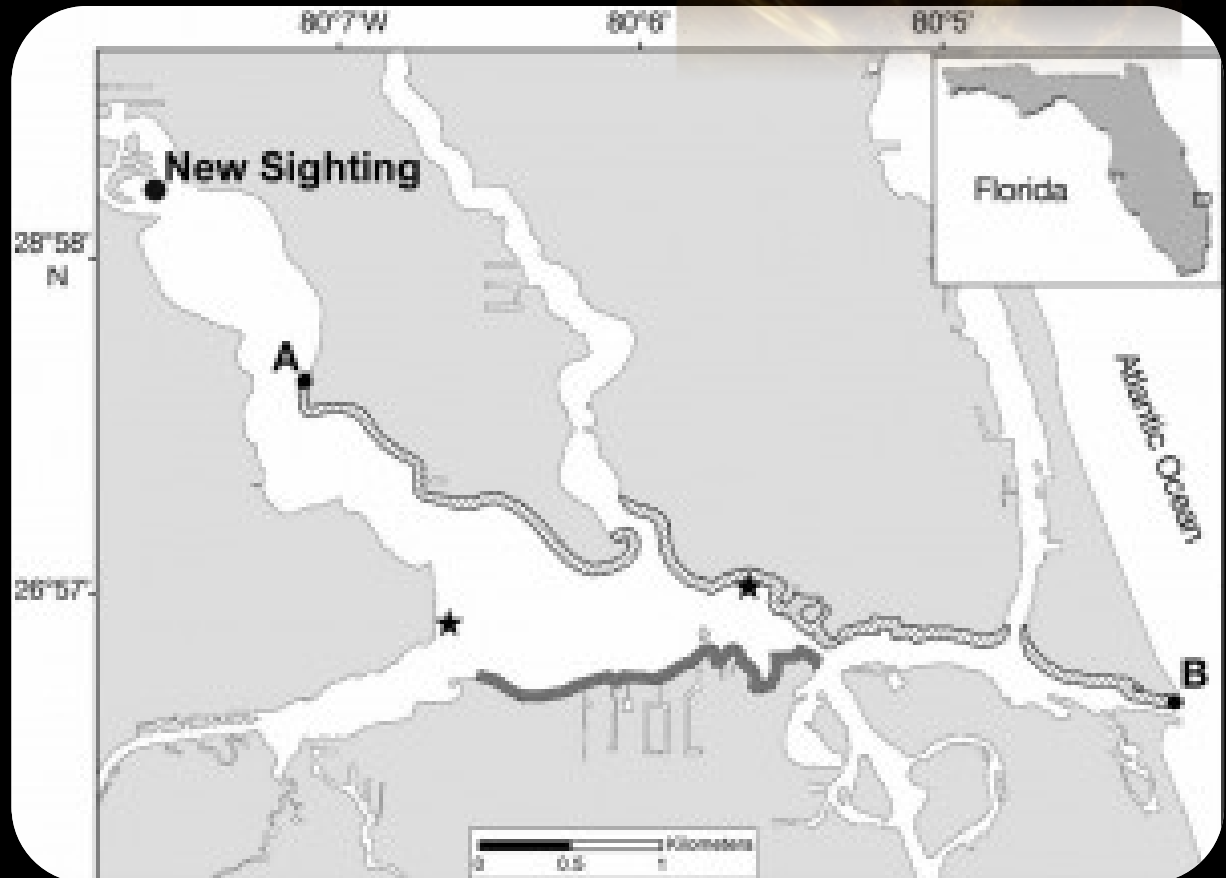 80°7'W 80°6' 80°5'
New Sighting
Florida
28°58'
N
A
Atlantic Ocean
26°57'
B
Kilometers
0 0.5 1